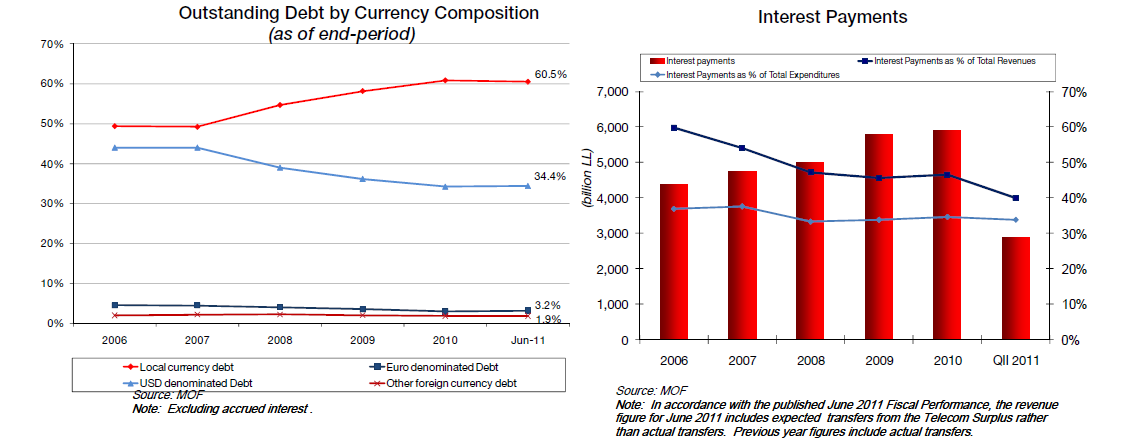 Outstanding Debt by Currency Composition
(as of end-period)
70%
60%
50%
40%
30%
20%
10%
0%
60.5%
34.4%
3.2%
1.9%
2006 2007 2008 2009 2010 Jun-11
Local currency debt Euro denominated Debt
USD denominated Debt Other foreign currency debt
Source: MOF
Note: Excluding accrued interest .
Interest Payments
Interest payments Interest Payments as % of Total Revenues
Interest Payments as % of Total Expenditures
(billion LL)
7,000 70%
6,000 60%
5,000 50%
4,000 40%
3,000 30%
2,000 20%
1,000 10%
0 0%
2006 2007 2008 2009 2010 QII 2011
Source: MOF
Note: In accordance with the published June 2011 Fiscal Performance, the revenue
figure for June 2011 includes expected transfers from the Telecom Surplus rather
than actual transfers. Previous year figures include actual transfers.